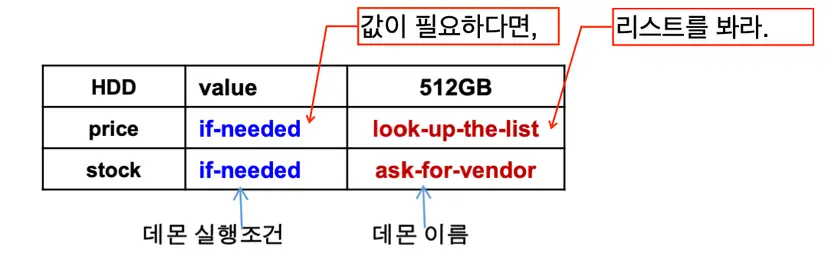 값이 필요하다면,
리스트를 봐라.
HDD value 512GB
price if-needed look-up-the-list
stock if-needed ask-for-vendor
데몬 실행조건 데몬 이름